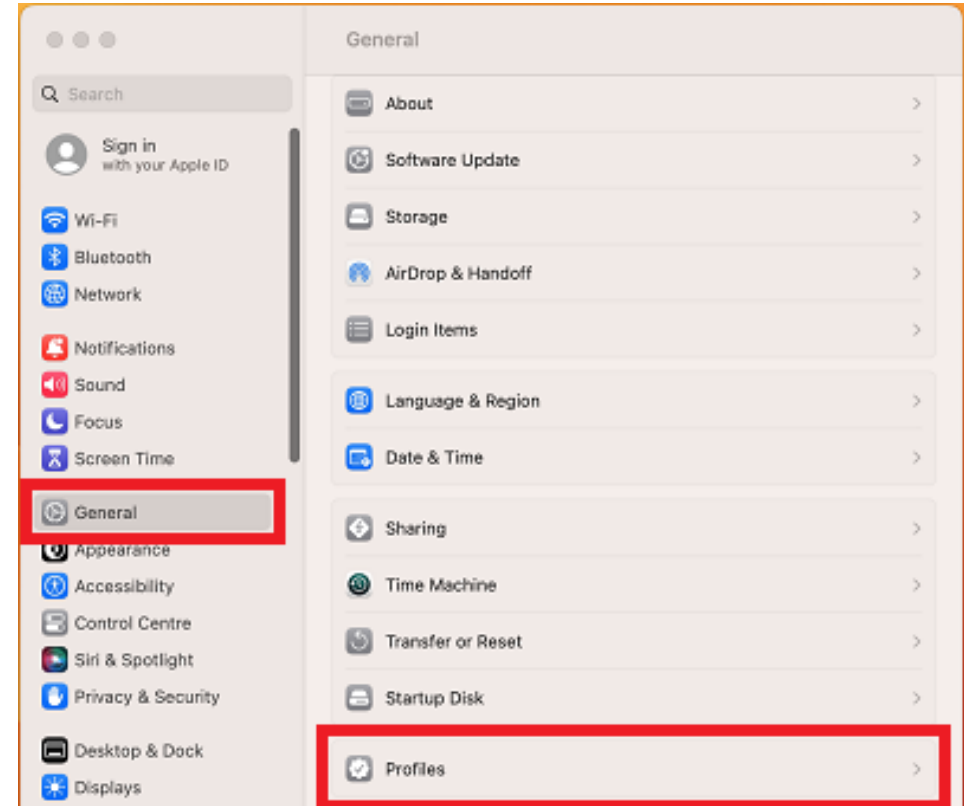 General
Search
Sign in
with your Apple ID
Wi-Fi
Bluetooth
Network
Notifications
Sound
Focus
Screen Time
General
Appearance
Accessibility
Control Centre
Siri & Spotlight
Privacy & Security
Desktop & Dock
Displays
About
Software Update
Storage
AirDrop & Handoff
Login Items
Language & Region
Date & Time
Sharing
Time Machine
Transfer or Reset
Startup Disk
Profiles